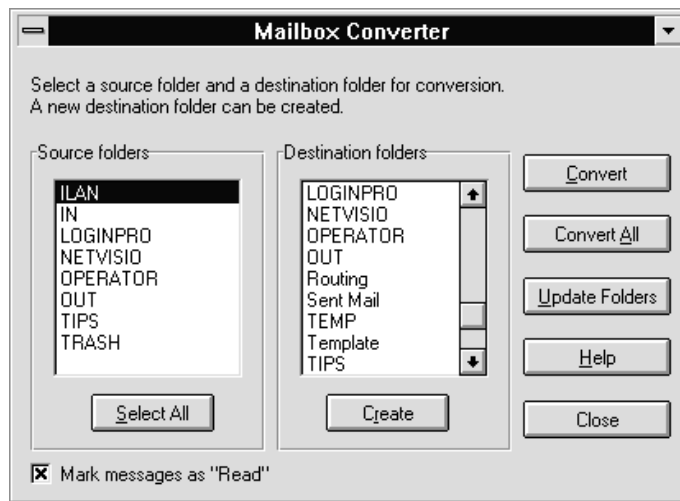 Mailbox Converter
Select a source folder and a destination folder for conversion.
A new destination folder can be created.
Source folders
ILAN
IN
LOGINPRO
NETVISIO
OPERATOR
OUT
TIPS
TRASH
Select All
Destination folders
LOGINPRO
NETVISIO
OPERATOR
OUT
Routing
Sent Mail
TEMP
Template
TIPS
Create
Convert
Convert All
Update Folders
Help
Close
Mark messages as "Read"